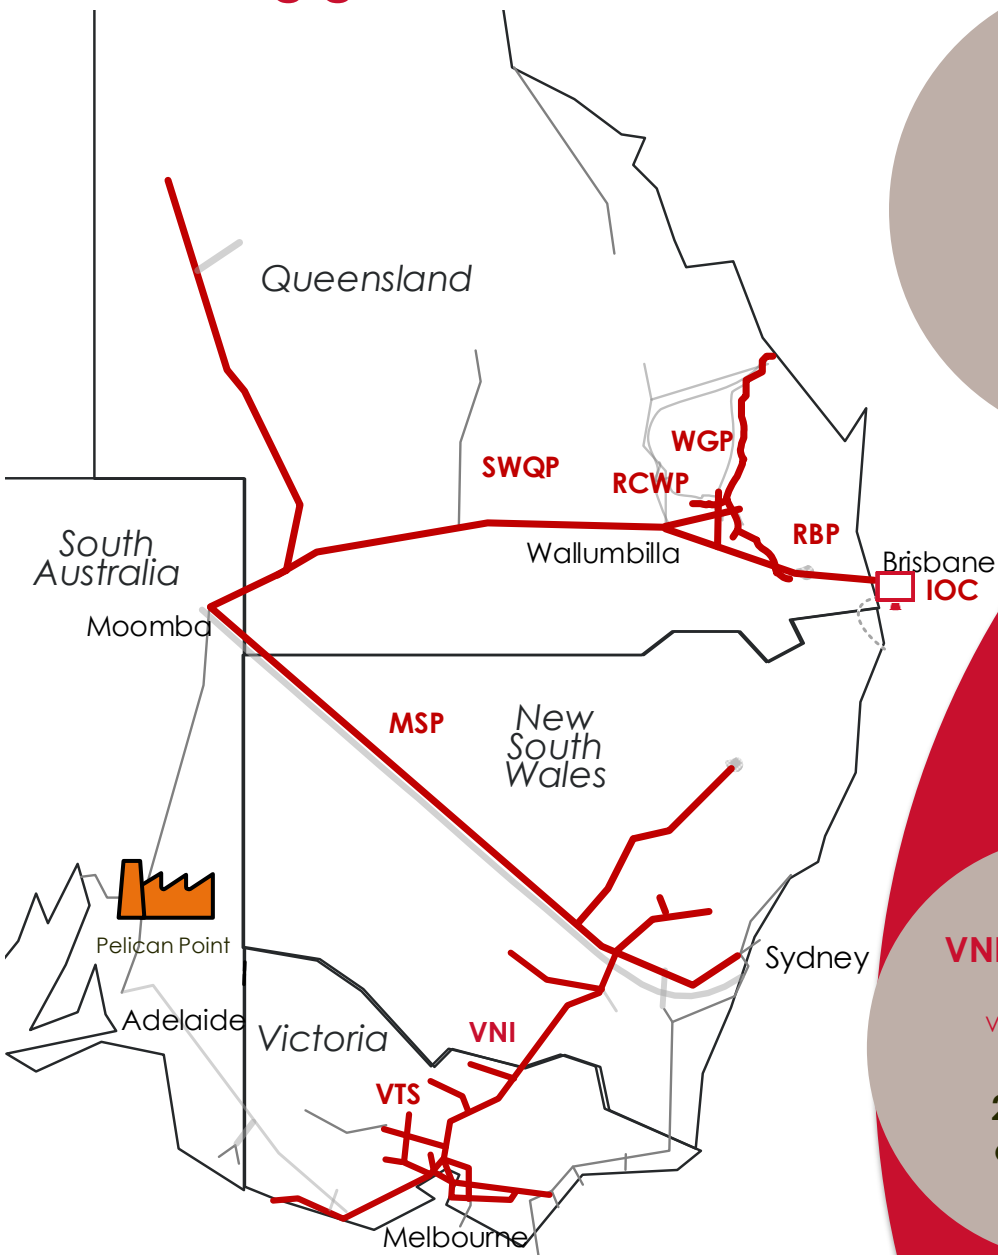 Queensland
WGP
SWQP
RCWP
RBP
South
Australia
Wallumbilla
Brisbane
IOC
Moomba
MSP
New
South
Wales
Pelican Point
Sydney
VNI
Adelaide
Victoria
VNI
VTS
Melbourne